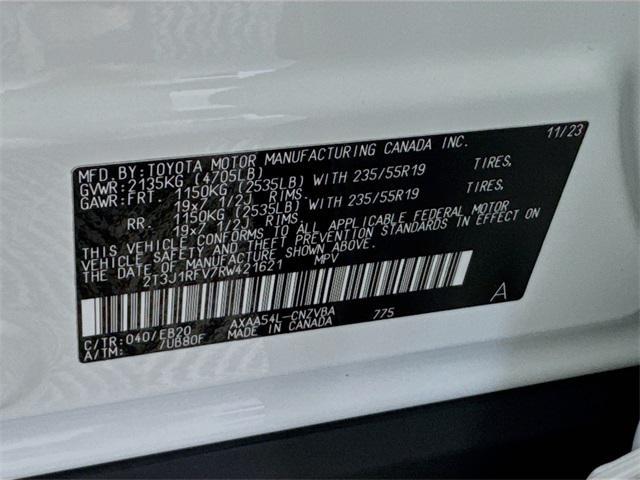 MFD. BY: TOYOTA MOTOR MANUFACTURING CANADA INC. 11/23
GVWR: 2135KG (4705LB)
GAWR: FRT. 1150KG (2535LB) WITH 235/55R19 TIRES,
19x7 1/2J RIMS.
RR. 1150KG (2535LB) WITH 235/55R19 TIRES,
19x7 1/2J RIMS.
THIS VEHICLE CONFORMS TO ALL APPLICABLE FEDERAL MOTOR
VEHICLE SAFETY AND THEFT PREVENTION STANDARDS IN EFFECT ON
THE DATE OF MANUFACTURE SHOWN ABOVE.
2T3J1RFV7RW421621 MPV
A
C/TR: 040/EB20 AXAA54L-CNZVBA 775
A/TM: 7UB80F MADE IN CANADA